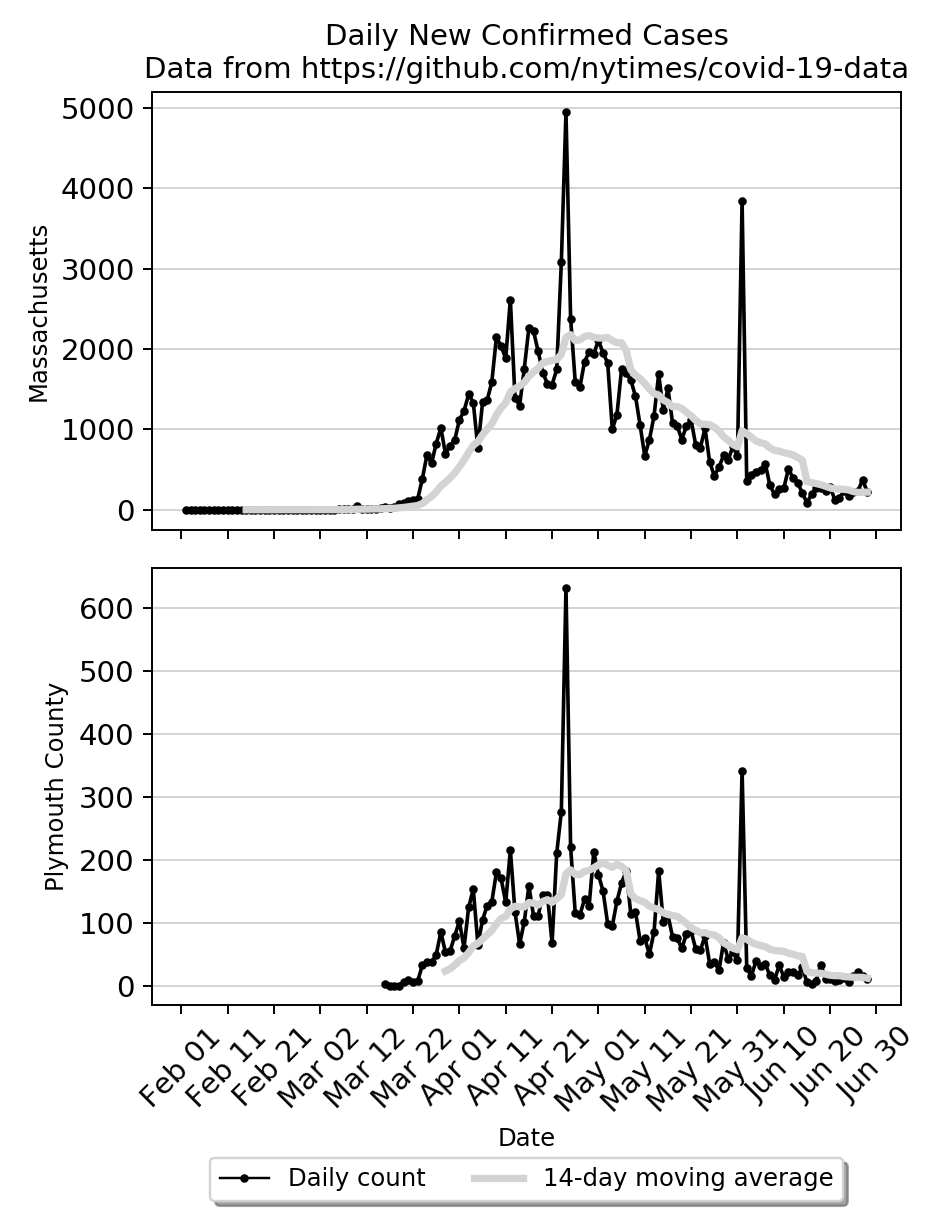 Daily New Confirmed Cases
Data from https://github.com/nytimes/covid-19-data
5000
4000
3000
2000
1000
0
Massachusetts
600
500
400
300
200
100
0
Plymouth County
Feb 01
Feb 11
Feb 21
Mar 02
Mar 12
Mar 22
Apr 01
Apr 11
Apr 21
May 01
May 11
May 21
May 31
Jun 10
Jun 20
Jun 30
Date
Daily count
14-day moving average